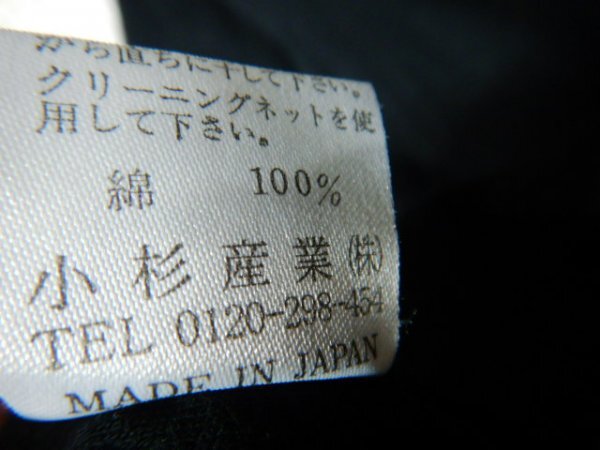 から直ちに干して下さい。
クリーニングネットを使
用して下さい。
綿 100%
小杉産業(株)
TEL 0120-298-454
MADE IN JAPAN